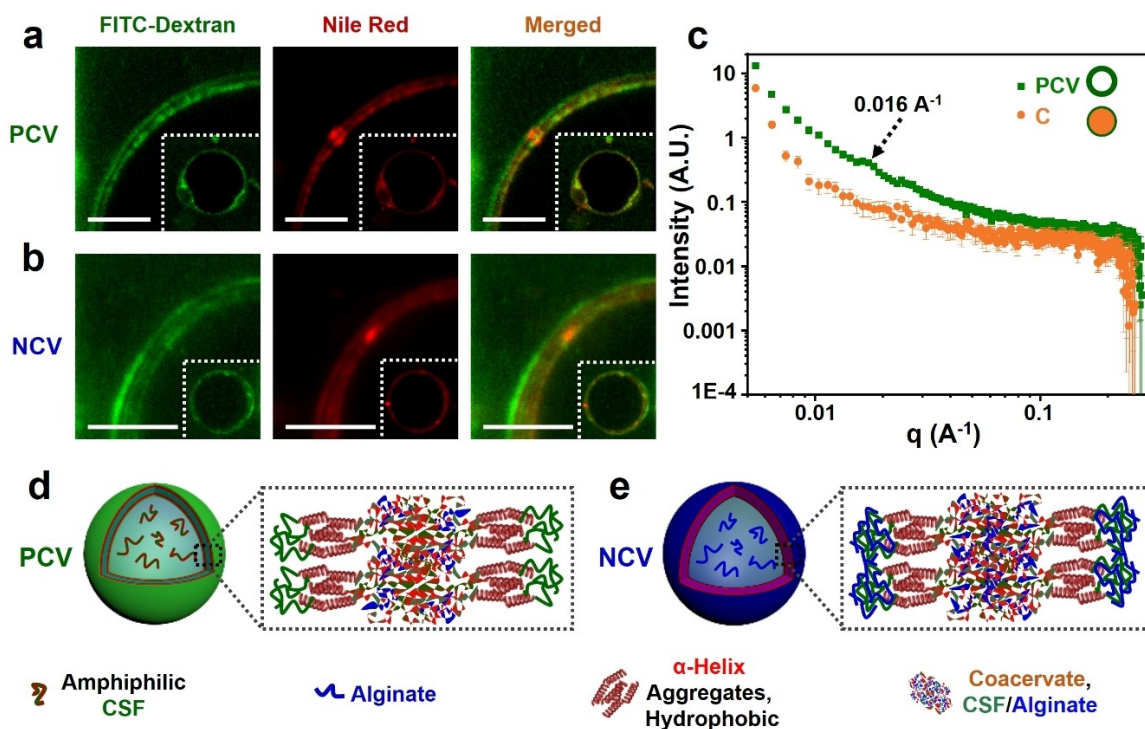 a
FITC-Dextran
Nile Red
Merged
PCV
b
NCV
c
Intensity (A.U.)
10
1
0.1
0.01
0.001
1E-4
0.016 A⁻¹
PCV
C
0.01
0.1
q (A⁻¹)
d
PCV
e
NCV
Amphiphilic
CSF
Alginate
α-Helix
Aggregates,
Hydrophobic
Coacervate,
CSF/Alginate